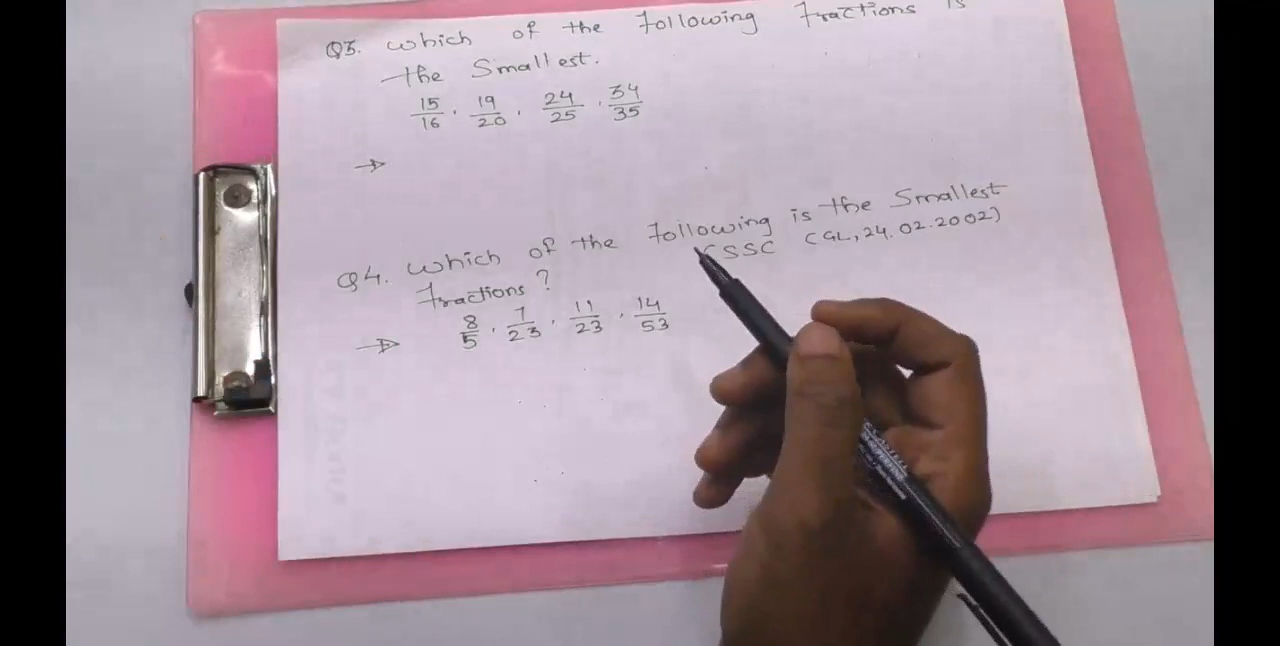 Q3. Which of the Following Fractions is
the Smallest.
15/16, 19/20, 24/25, 34/35
Q4. Which of the Following is the Smallest
Fractions? (SSC CGL, 24.02.2002)
8/5, 7/23, 11/23, 14/53